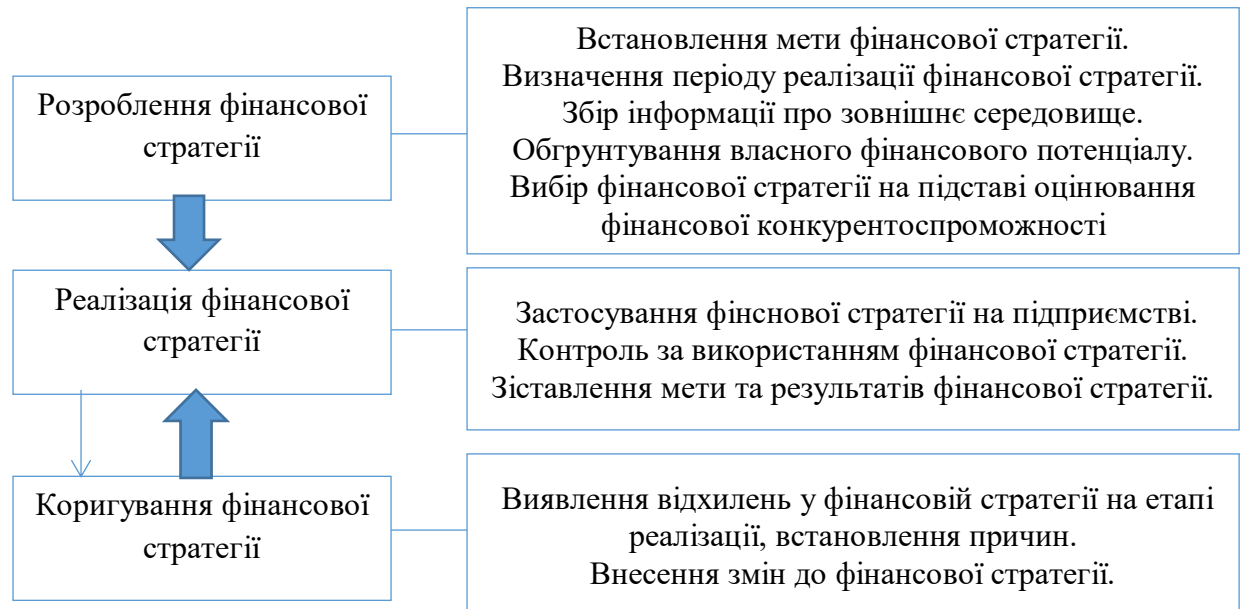 Розроблення фінансової
стратегії
Встановлення мети фінансової стратегії.
Визначення періоду реалізації фінансової стратегії.
Збір інформації про зовнішнє середовище.
Обгрунтування власного фінансового потенціалу.
Вибір фінансової стратегії на підставі оцінювання
фінансової конкурентоспроможності
Реалізація фінансової
стратегії
Застосування фінснової стратегії на підприємстві.
Контроль за використанням фінансової стратегії.
Зіставлення мети та результатів фінансової стратегії.
Коригування фінансової
стратегії
Виявлення відхилень у фінансовій стратегії на етапі
реалізації, встановлення причин.
Внесення змін до фінансової стратегії.